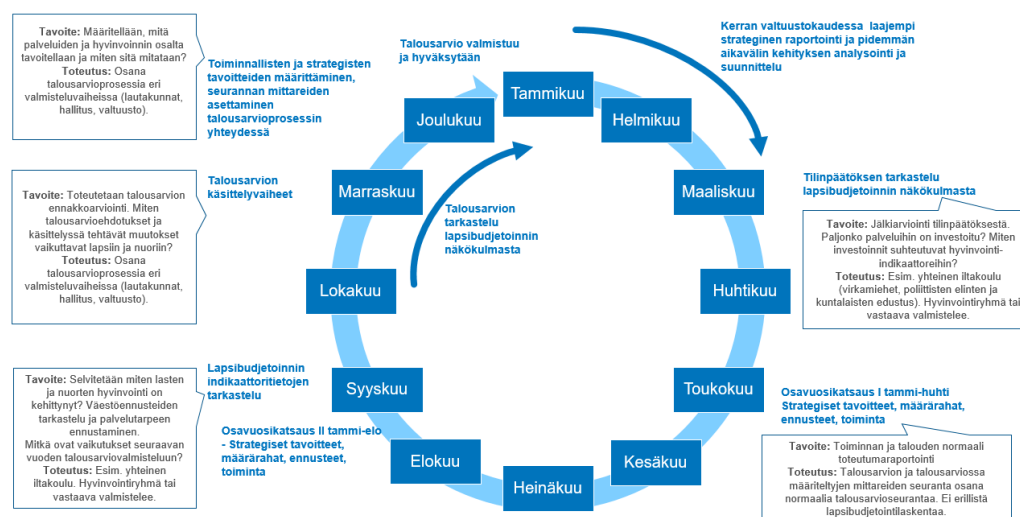 Tavoite: Määritellään, mitä
palveluiden ja hyvinvoinnin osalta
tavoitellaan ja miten sitä mitataan?
Toteutus: Osana
talousarvioprosessia eri
valmisteluvaiheissa (lautakunnat,
hallitus, valtuusto).
Toiminnallisten ja strategisten
tavoitteiden määrittäminen,
seurannan mittareiden
asettaminen
talousarvioprosessin
yhteydessä
Talousarvio valmistuu
ja hyväksytään
Kerran valtuustokaudessa laajempi
strateginen raportointi ja pidemmän
aikavälin kehityksen analysointi ja
suunnittelu
Tammikuu
Joulukuu
Helmikuu
Marraskuu
Maaliskuu
Tavoite: Toteutetaan talousarvion
ennakkoarviointi. Miten
talousarvioehdotukset ja
käsittelyssä tehtävät muutokset
vaikuttavat lapsiin ja nuoriin?
Toteutus: Osana
talousarvioprosessia eri
valmisteluvaiheissa (lautakunnat,
hallitus, valtuusto).
Talousarvion
käsittelyvaiheet
Talousarvion
tarkastelu
lapsibudjetoinnin
näkökulmasta
Tilinpäätöksen tarkastelu
lapsibudjetoinnin näkökulmasta
Tavoite: Jälkiarviointi tilinpäätöksestä.
Paljonko palveluihin on investoitu? Miten
investoinnit suhteutuvat hyvinvointi-
indikaattoreihin?
Toteutus: Esim. yhteinen iltakoulu
(virkamiehet, poliittisten elinten ja
kuntalaisten edustus). Hyvinvointiryhmä tai
vastaava valmistelee.
Lokakuu
Huhtikuu
Tavoite: Selvitetään miten lasten
ja nuorten hyvinvointi on
kehittynyt? Väestöennusteiden
tarkastelu ja palvelutarpeen
ennustaminen.
Mitkä ovat vaikutukset seuraavan
vuoden talousarviovalmisteluun?
Toteutus: Esim. yhteinen
iltakoulu. Hyvinvointiryhmä tai
vastaava valmistelee.
Lapsibudjetoinnin
indikaattoritietojen
tarkastelu
Syyskuu
Toukokuu
Osavuosikatsaus II tammi-elo
- Strategiset tavoitteet,
määrärahat, ennusteet,
toiminta
Elokuu
Heinäkuu
Kesäkuu
Osavuosikatsaus I tammi-huhti
Strategiset tavoitteet, määrärahat,
ennusteet, toiminta
Tavoite: Toiminnan ja talouden normaali
toteutumaraportointi
Toteutus: Talousarvion ja talousarviossa
määriteltyjen mittareiden seuranta osana
normaalia talousarvioseurantaa. Ei erillistä
lapsibudjetointilaskentaa.